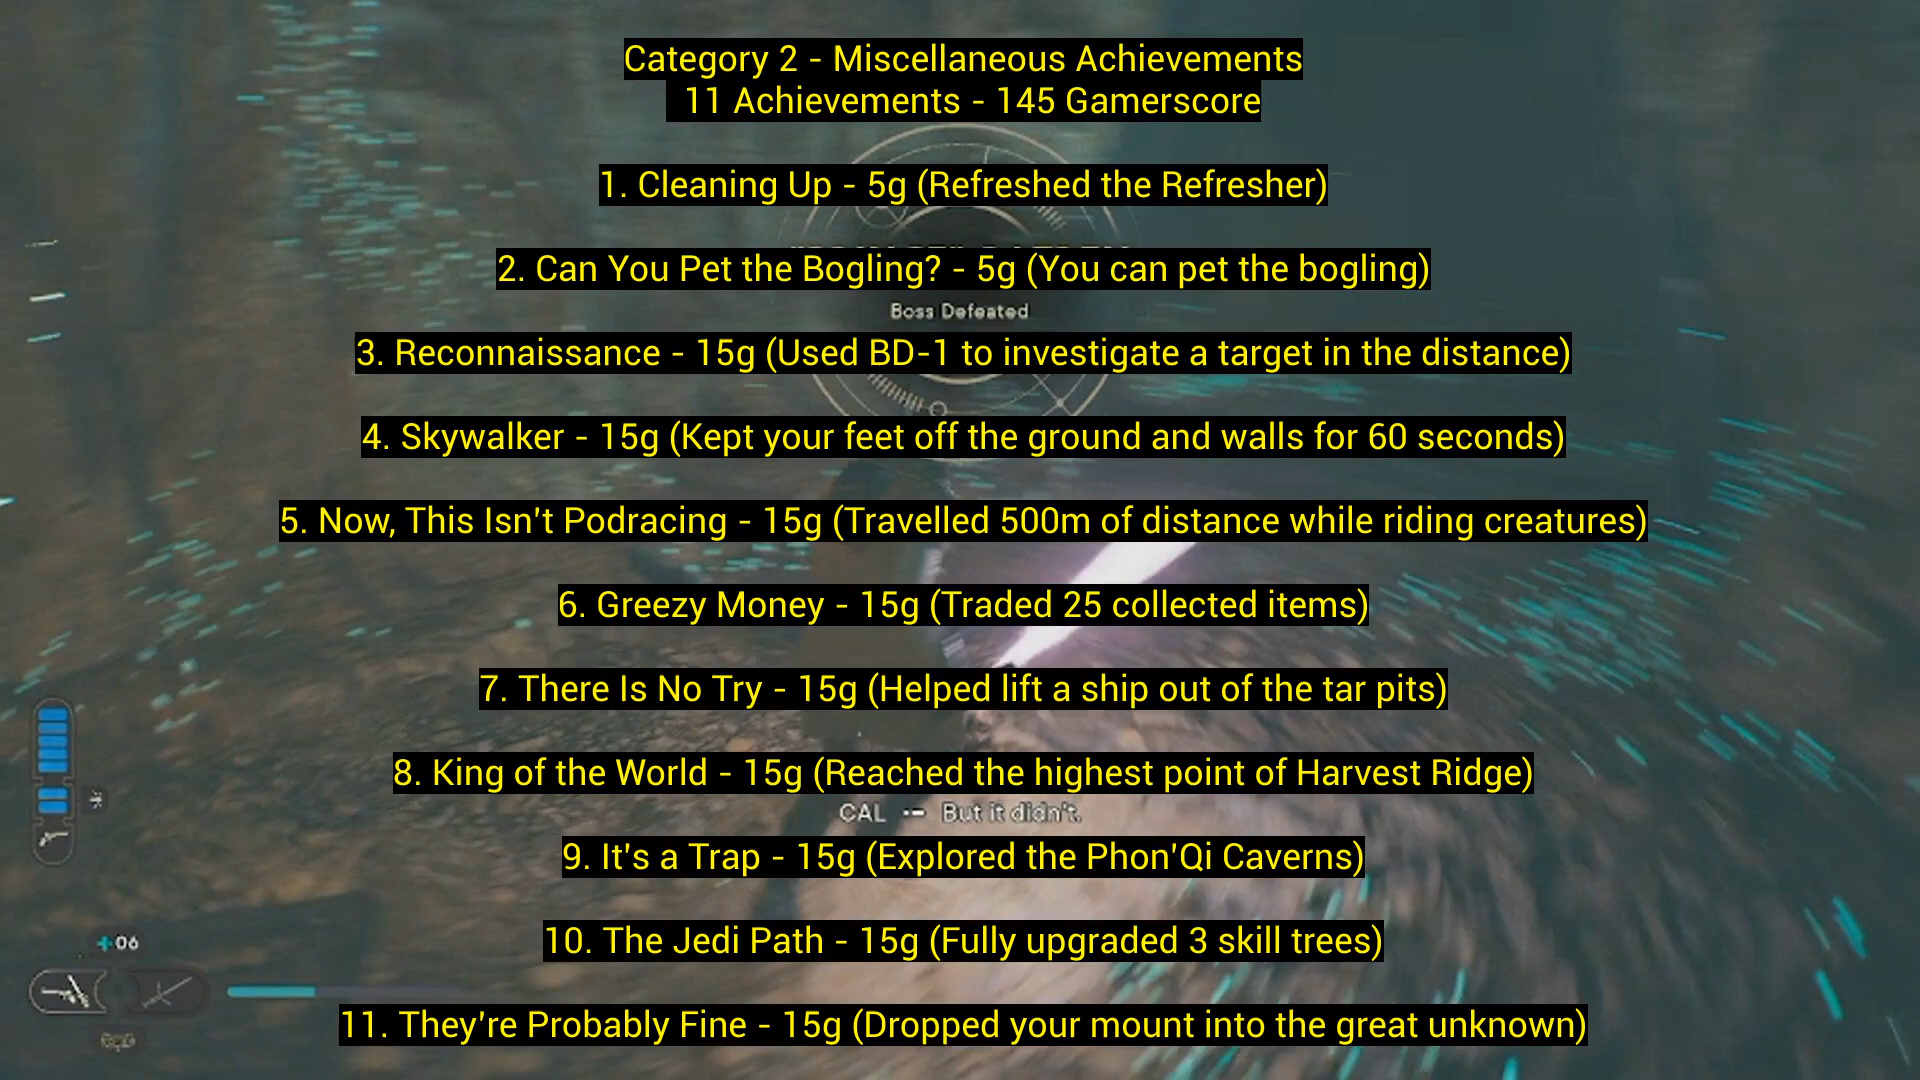 Category 2 - Miscellaneous Achievements
11 Achievements - 145 Gamerscore
1. Cleaning Up - 5g (Refreshed the Refresher)
2. Can You Pet the Bogling? - 5g (You can pet the bogling)
Boss Defeated
3. Reconnaissance - 15g (Used BD-1 to investigate a target in the distance)
4. Skywalker - 15g (Kept your feet off the ground and walls for 60 seconds)
5. Now, This Isn't Podracing - 15g (Travelled 500m of distance while riding creatures)
6. Greezy Money - 15g (Traded 25 collected items)
7. There Is No Try - 15g (Helped lift a ship out of the tar pits)
8. King of the World - 15g (Reached the highest point of Harvest Ridge)
CAL -- But it didn't.
9. It's a Trap - 15g (Explored the Phon'Qi Caverns)
10. The Jedi Path - 15g (Fully upgraded 3 skill trees)
+06
11. They're Probably Fine - 15g (Dropped your mount into the great unknown)